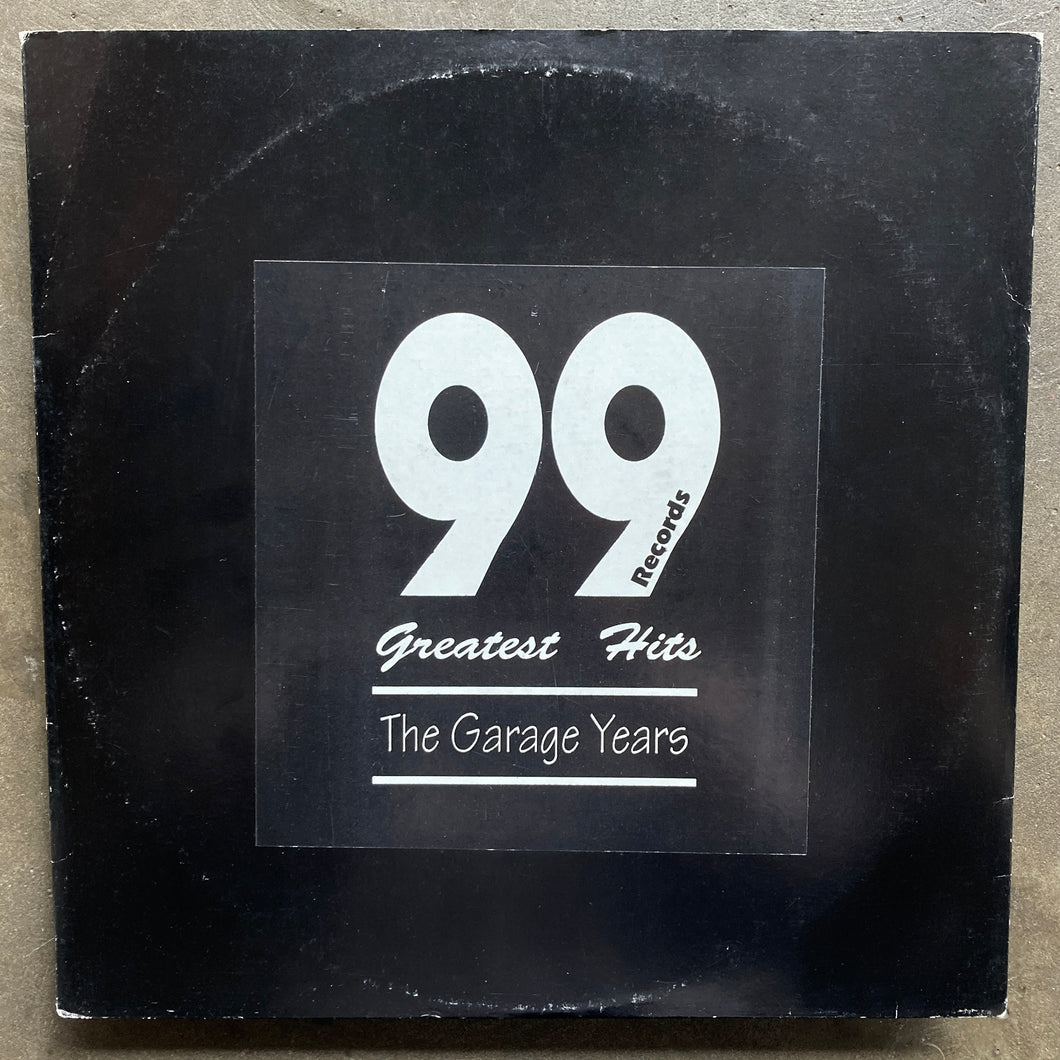 99
Records
Greatest Hits
The Garage Years